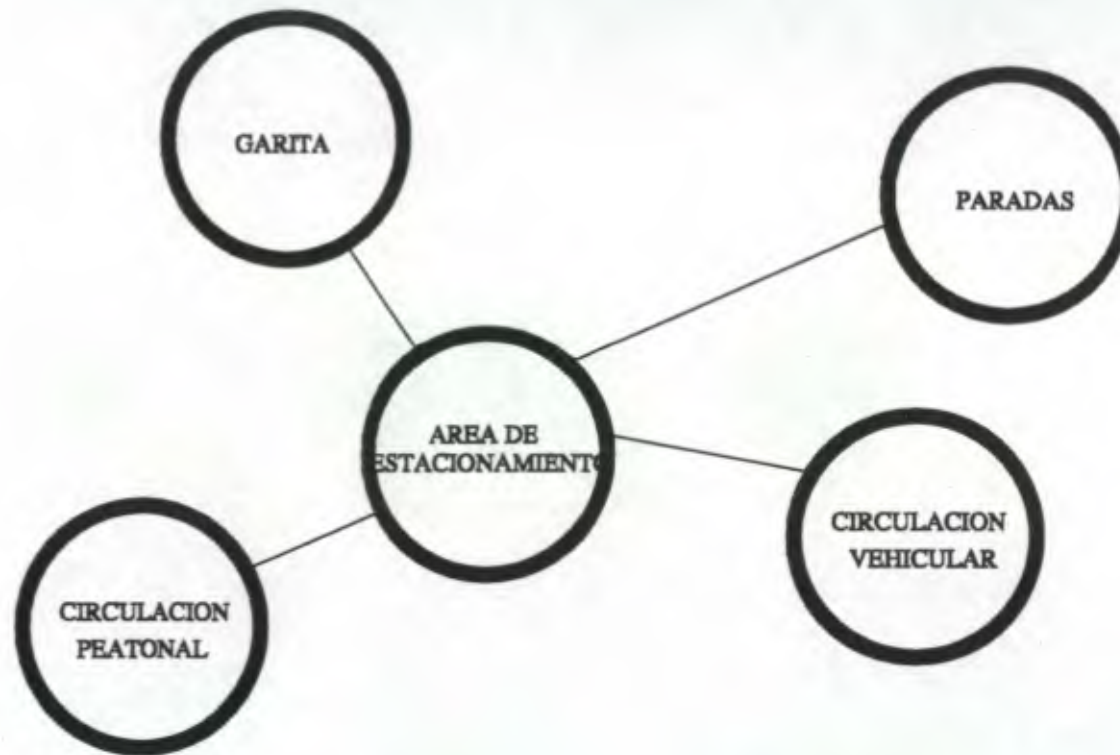 GARITA
PARADAS
AREA DE
ESTACIONAMIENTO
CIRCULACION
VEHICULAR
CIRCULACION
PEATONAL